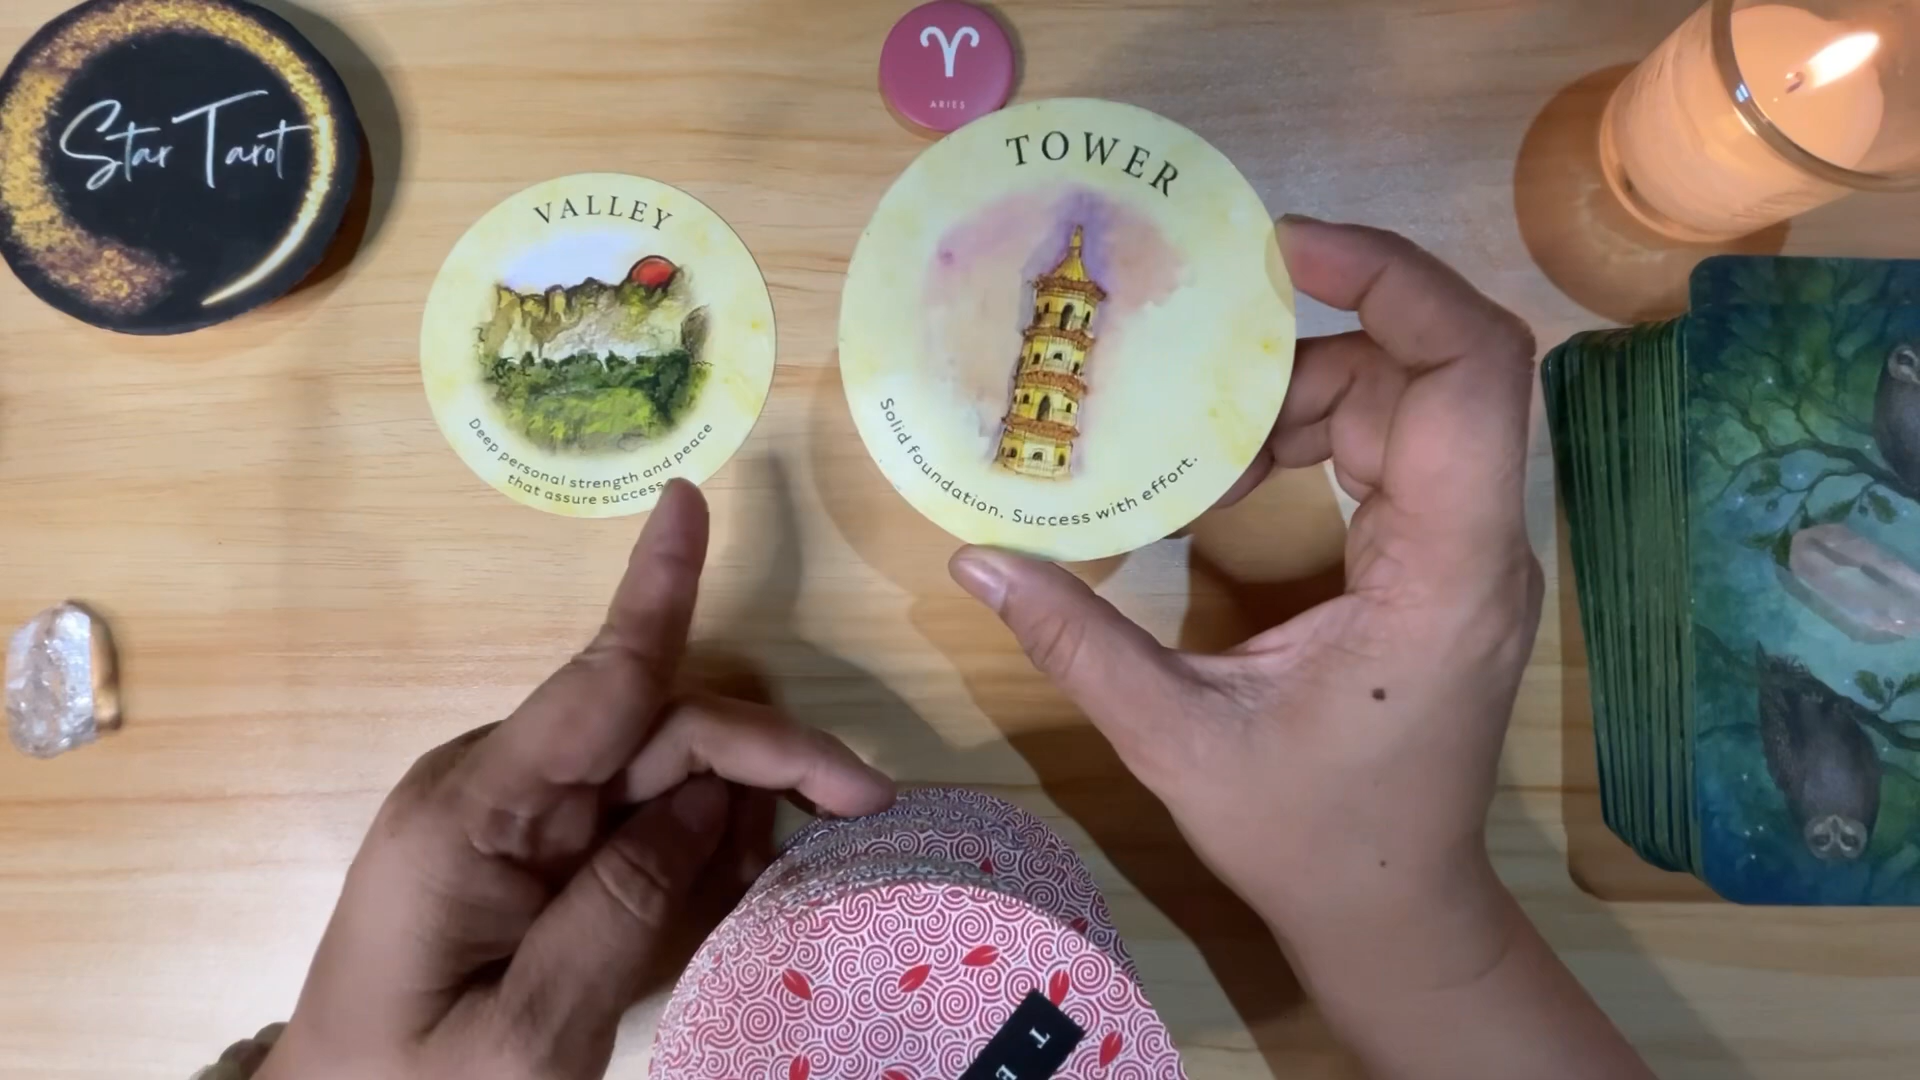 Star Tarot
ARIES
VALLEY
Deep personal strength and peace
that assure success
TOWER
Solid foundation. Success with effort.
T E